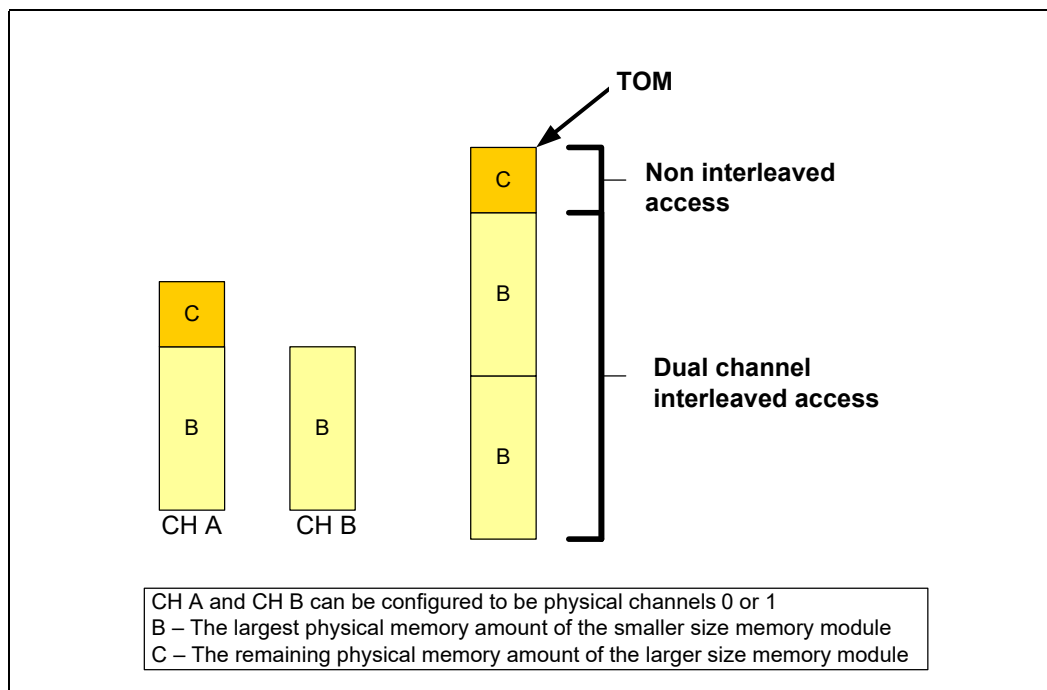 TOM
C
Non interleaved
access
B
C
B
B
Dual channel
interleaved access
B
CH A
CH B
CH A and CH B can be configured to be physical channels 0 or 1
B – The largest physical memory amount of the smaller size memory module
C – The remaining physical memory amount of the larger size memory module